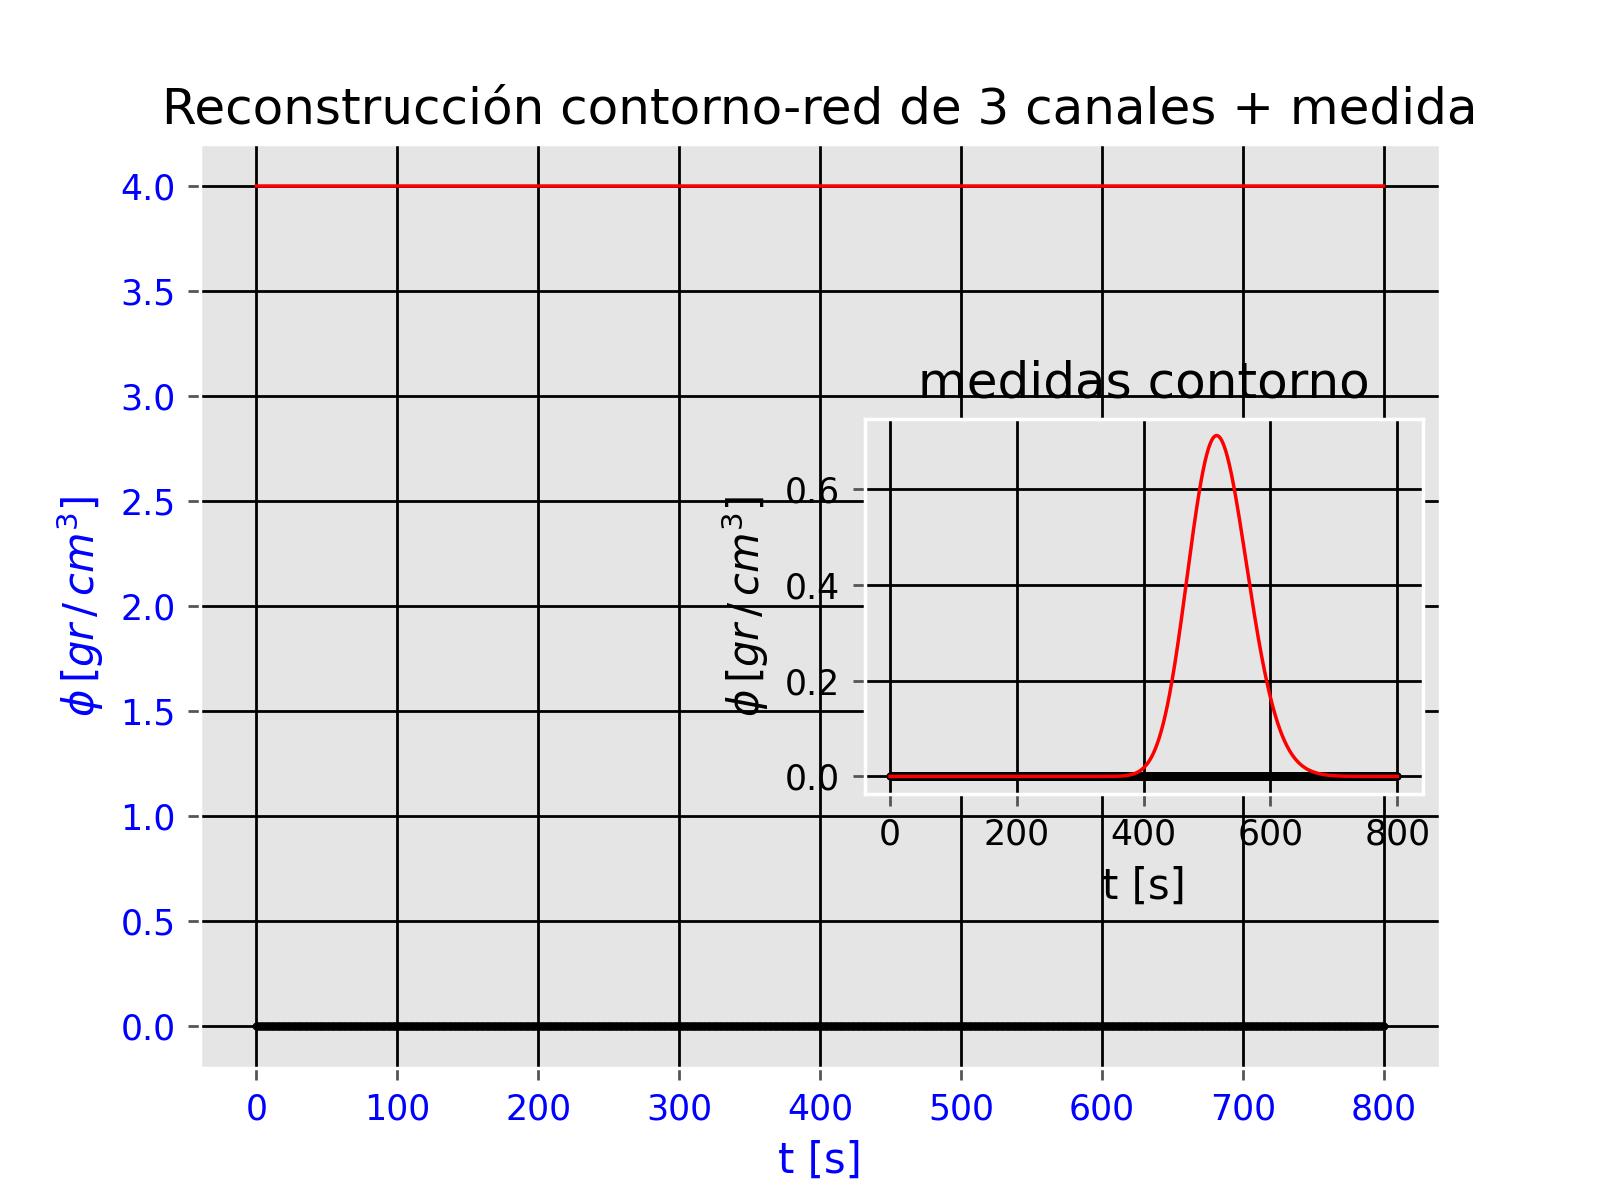 Reconstrucción contorno-red de 3 canales + medida
4.0
3.5
3.0
2.5
2.0
1.5
1.0
0.5
0.0
ϕ [gr/cm³]
0 100 200 300 400 500 600 700 800
t [s]
medidas contorno
0.6
0.4
0.2
0.0
ϕ [gr/cm³]
0 200 400 600 800
t [s]